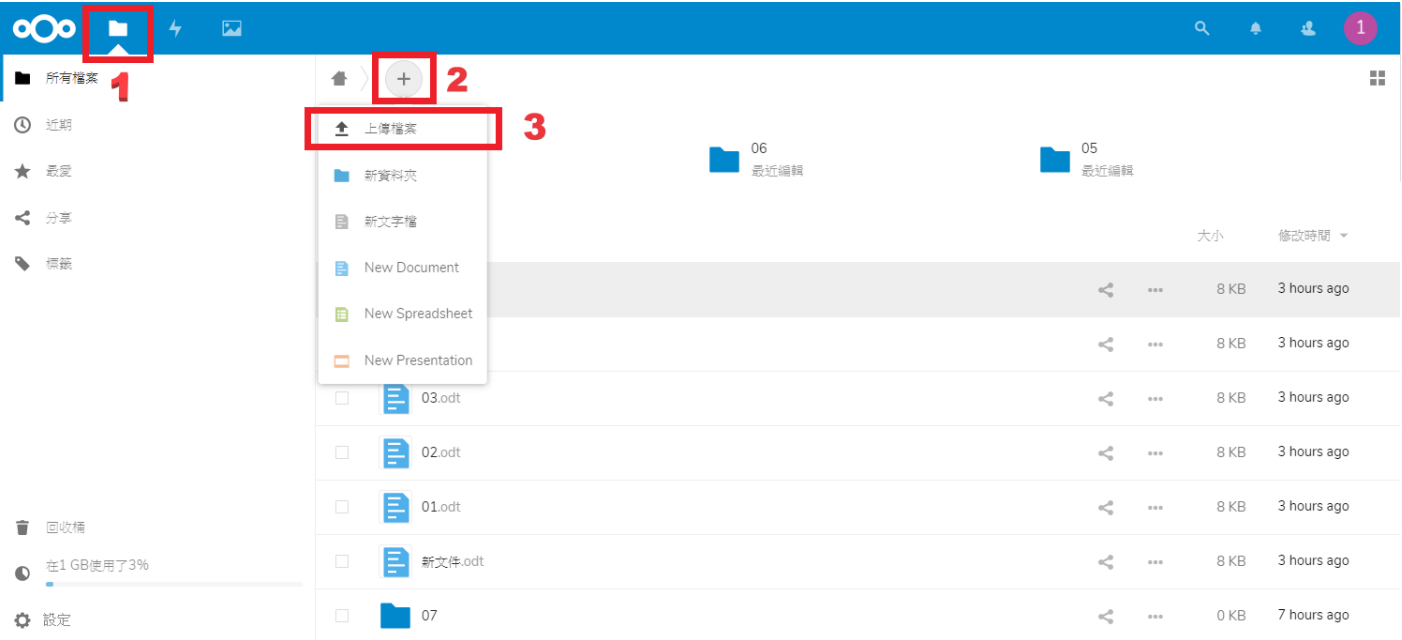 1
1
所有檔案
近期
最愛
分享
標籤
回收桶
在1 GB使用了3%
設定
2
上傳檔案
3
新資料夾
新文字檔
New Document
New Spreadsheet
New Presentation
06
最近編輯
05
最近編輯
大小 修改時間
8 KB 3 hours ago
8 KB 3 hours ago
03.odt 8 KB 3 hours ago
02.odt 8 KB 3 hours ago
01.odt 8 KB 3 hours ago
新文件.odt 8 KB 3 hours ago
07 0 KB 7 hours ago